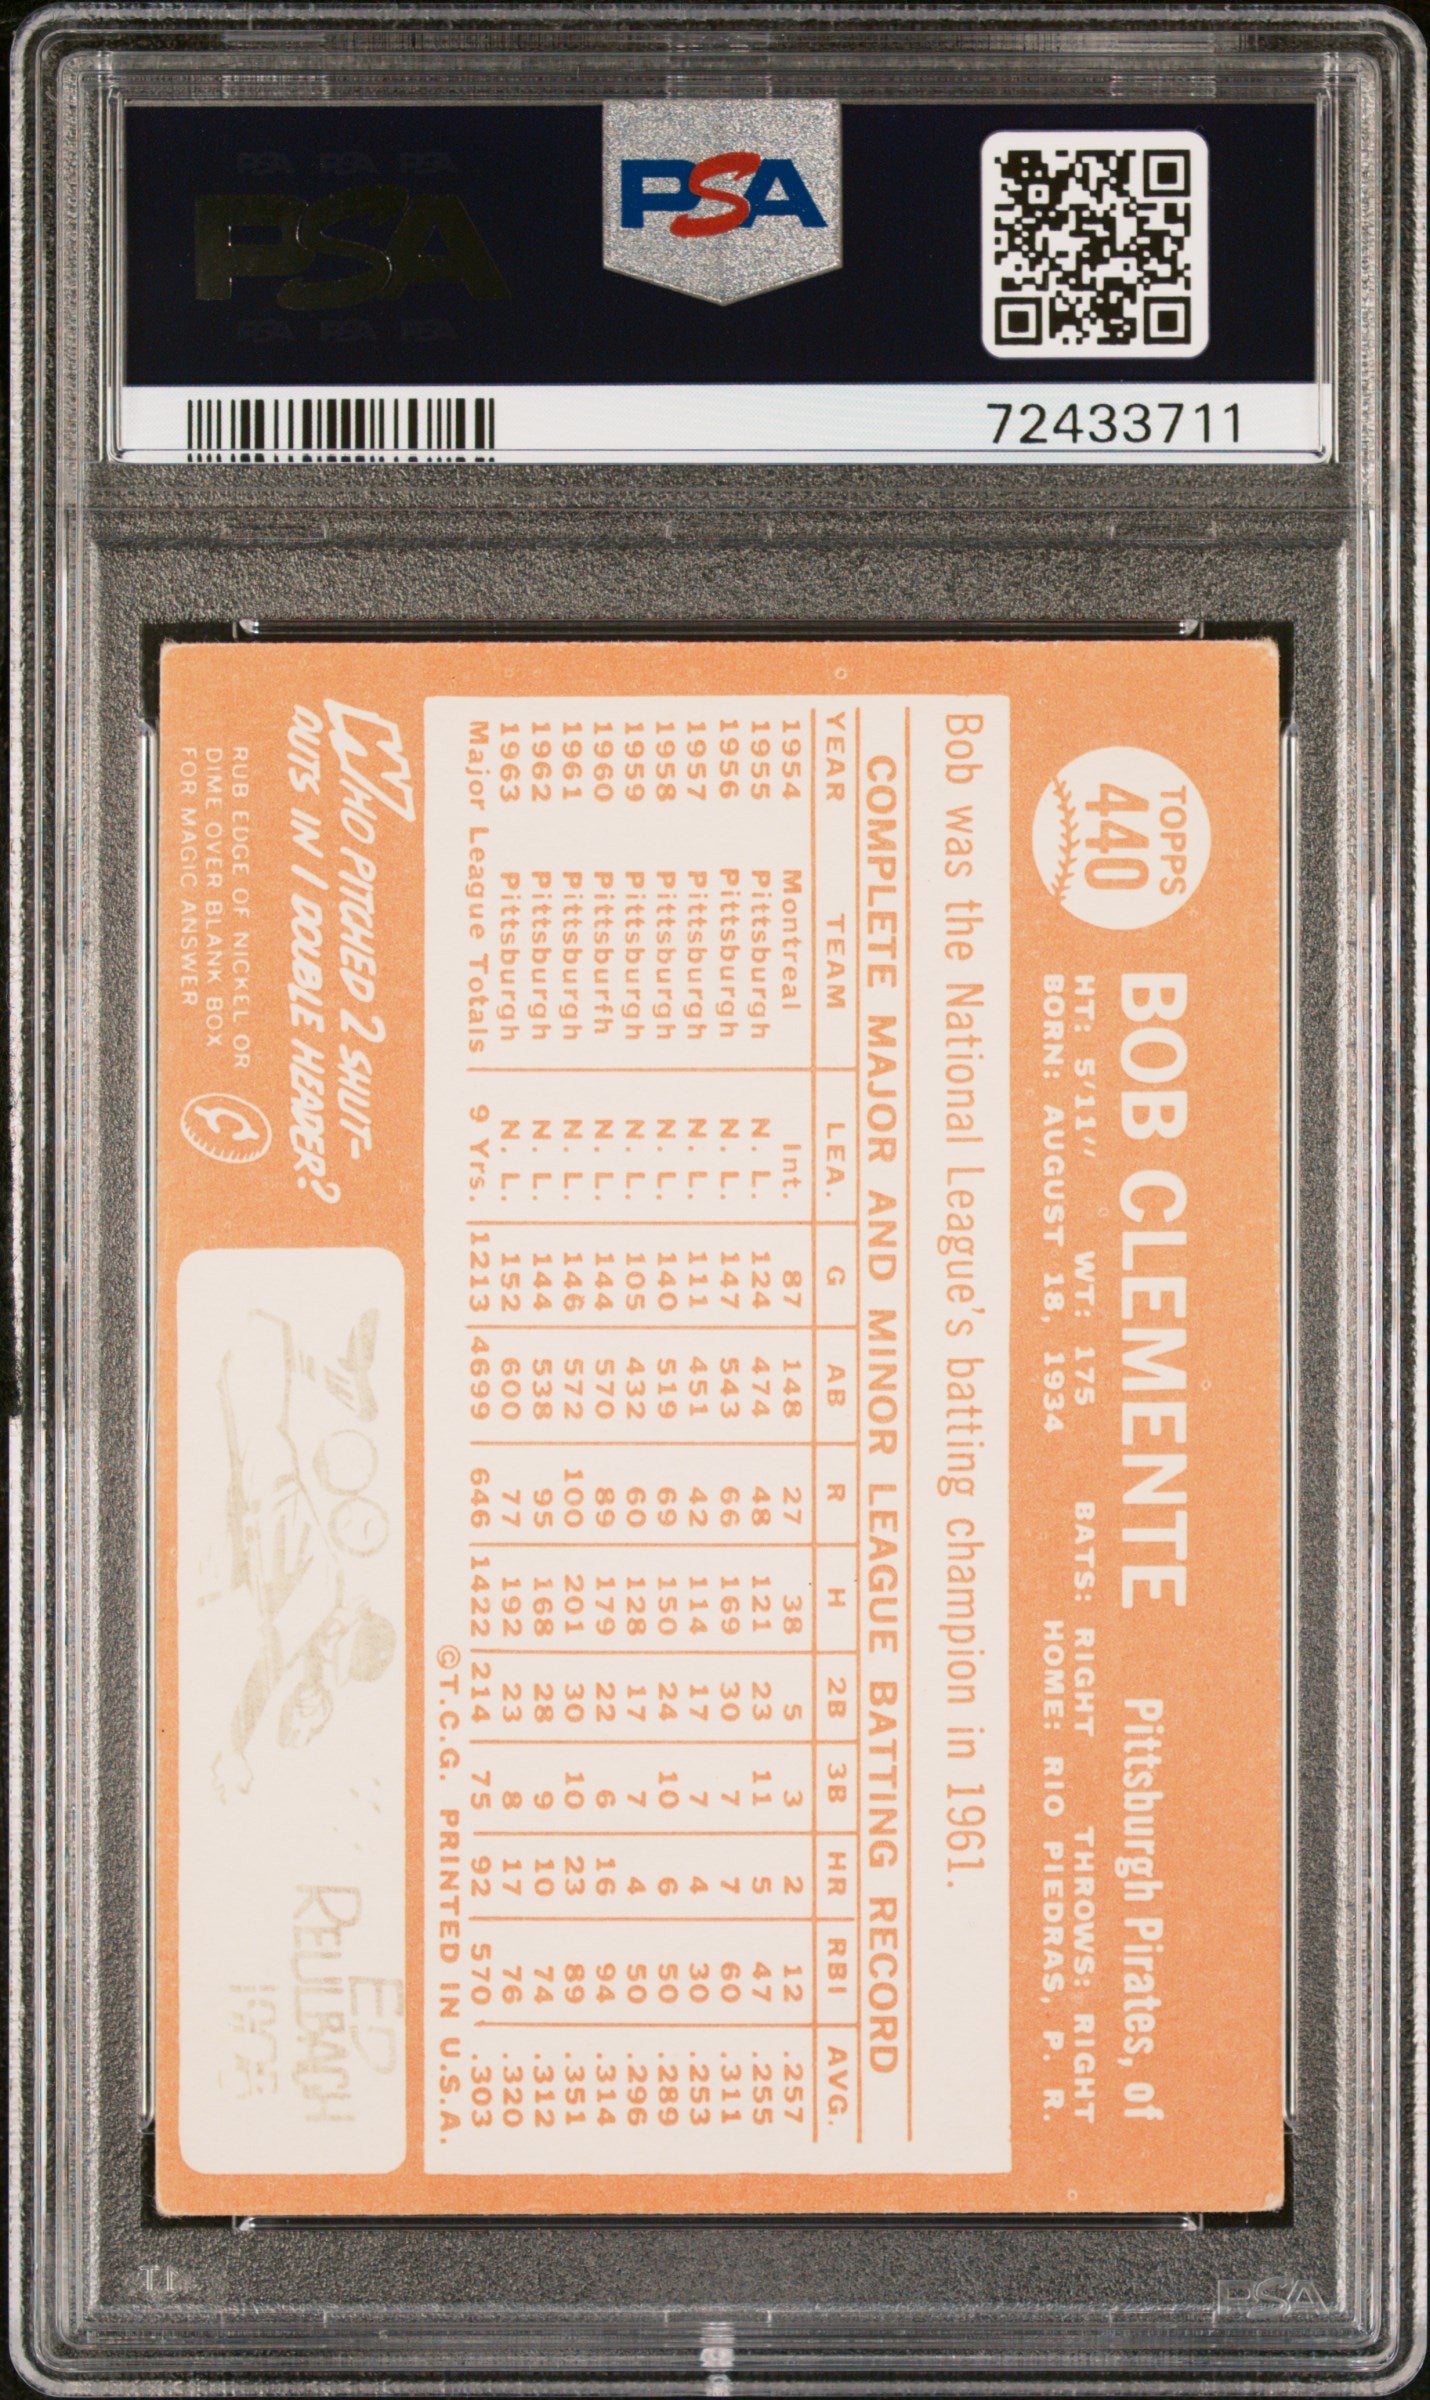 PSA PSA PSA
PSA
PSA PSA PSA
PSA
72433711
TOPPS
440
BOB CLEMENTE Pittsburgh Pirates, of
HT: 5'11" WT: 175 BATS: RIGHT THROWS: RIGHT
BORN: AUGUST 18, 1934 HOME: RIO PIEDRAS, P. R.
Bob was the National League's batting champion in 1961.
COMPLETE MAJOR AND MINOR LEAGUE BATTING RECORD
YEAR TEAM LEA. G AB R H 2B 3B HR RBI AVG.
1954 Montreal Int. 87 148 27 38 5 3 2 12 .257
1955 Pittsburgh N. L. 124 474 48 121 23 11 5 47 .255
1956 Pittsburgh N. L. 147 543 66 169 30 7 7 60 .311
1957 Pittsburgh N. L. 111 451 42 114 17 7 4 30 .253
1958 Pittsburgh N. L. 140 519 69 150 24 10 6 50 .289
1959 Pittsburgh N. L. 105 432 60 128 17 7 4 50 .296
1960 Pittsburfh N. L. 144 570 89 179 22 6 16 94 .314
1961 Pittsburgh N. L. 146 572 100 201 30 10 23 89 .351
1962 Pittsburgh N. L. 144 538 95 168 28 9 10 74 .312
1963 Pittsburgh N. L. 152 600 77 192 23 8 17 76 .320
Major League Totals 9 Yrs. 1213 4699 646 1422 214 75 92 570 .303
©T.C.G. PRINTED IN U.S.A.
WHO PITCHED 2 SHUT-
OUTS IN 1 DOUBLE HEADER?
RUB EDGE OF NICKEL OR
DIME OVER BLANK BOX
FOR MAGIC ANSWER
C
ED
REULBACH
PSA